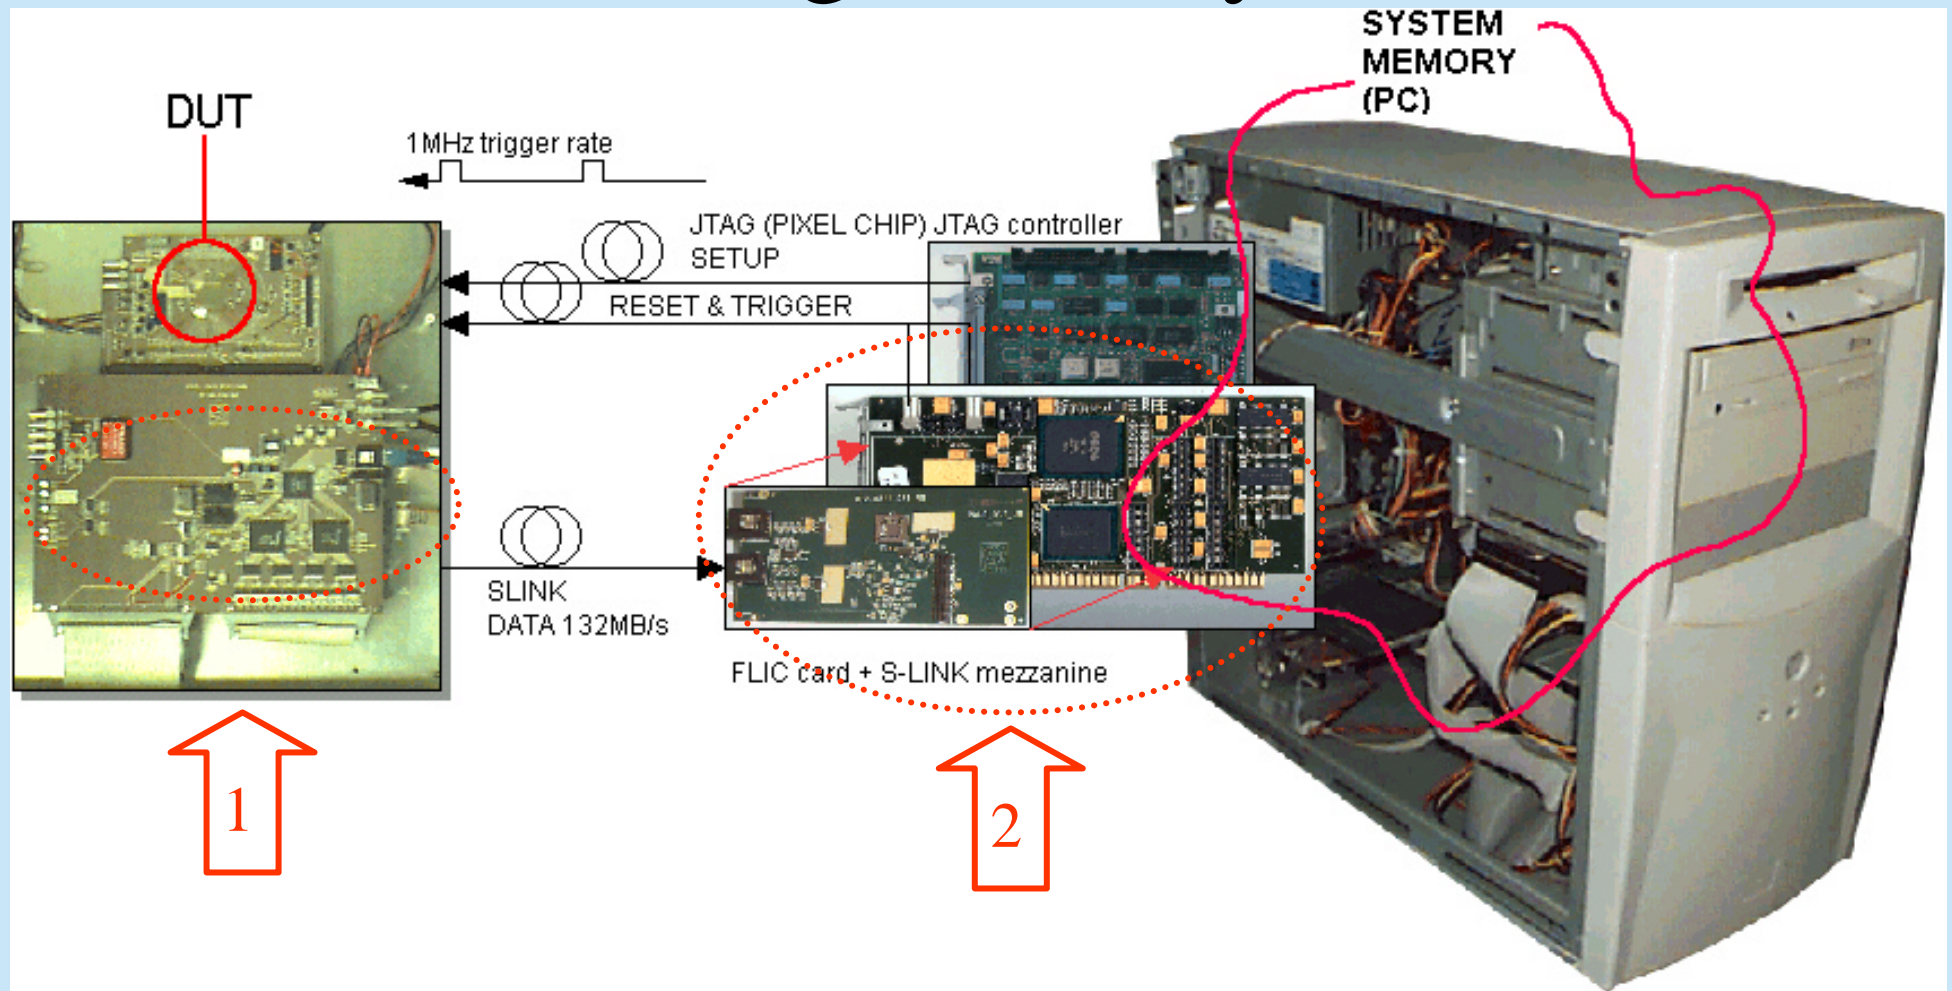 SYSTEM
MEMORY
(PC)
DUT
1MHz trigger rate
JTAG (PIXEL CHIP) JTAG controller
SETUP
RESET & TRIGGER
SLINK
DATA 132MB/s
FLIC card + S-LINK mezzanine
1
2